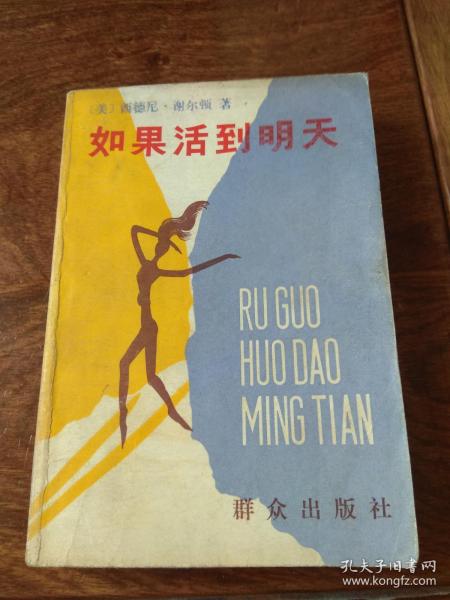 〔美〕西德尼·谢尔顿 著
如果活到明天
RU GUO
HUO DAO
MING TIAN
群众出版社
孔夫子旧书网
www.kongfz.com